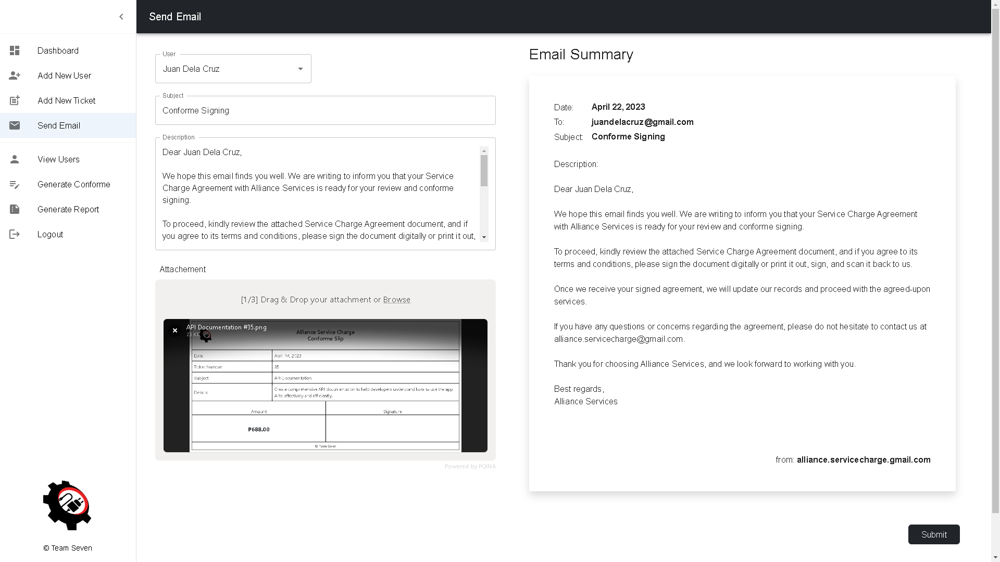 Send Email
Dashboard
Add New User
Add New Ticket
Send Email
View Users
Generate Conforme
Generate Report
Logout
© Team Seven
User
Juan Dela Cruz
Subject
Conforme Signing
Description
Dear Juan Dela Cruz,
We hope this email finds you well. We are writing to inform you that your Service
Charge Agreement with Alliance Services is ready for your review and conforme
signing.
To proceed, kindly review the attached Service Charge Agreement document, and if
you agree to its terms and conditions, please sign the document digitally or print it out,
Attachement
[1/3] Drag & Drop your attachment or Browse
API Documentation #35.png
23 KB
Alliance Service Charge
Conforme Slip
Date: April 14, 2023
Ticket Number 35
Subject: API Documentation
Details: Create comprehensive API documentation to help developers understand how to use the app
APIs affectively and efficiently.
Amount Signature
₱688.00
© Team Seven
Powered by PQINA
Email Summary
Date: April 22, 2023
To: juandelacruz@gmail.com
Subject: Conforme Signing
Description:
Dear Juan Dela Cruz,
We hope this email finds you well. We are writing to inform you that your Service Charge Agreement
with Alliance Services is ready for your review and conforme signing.
To proceed, kindly review the attached Service Charge Agreement document, and if you agree to its
terms and conditions, please sign the document digitally or print it out, sign, and scan it back to us.
Once we receive your signed agreement, we will update our records and proceed with the agreed-upon
services.
If you have any questions or concerns regarding the agreement, please do not hesitate to contact us at
alliance.servicecharge@gmail.com.
Thank you for choosing Alliance Services, and we look forward to working with you.
Best regards,
Alliance Services
from: alliance.servicecharge.gmail.com
Submit